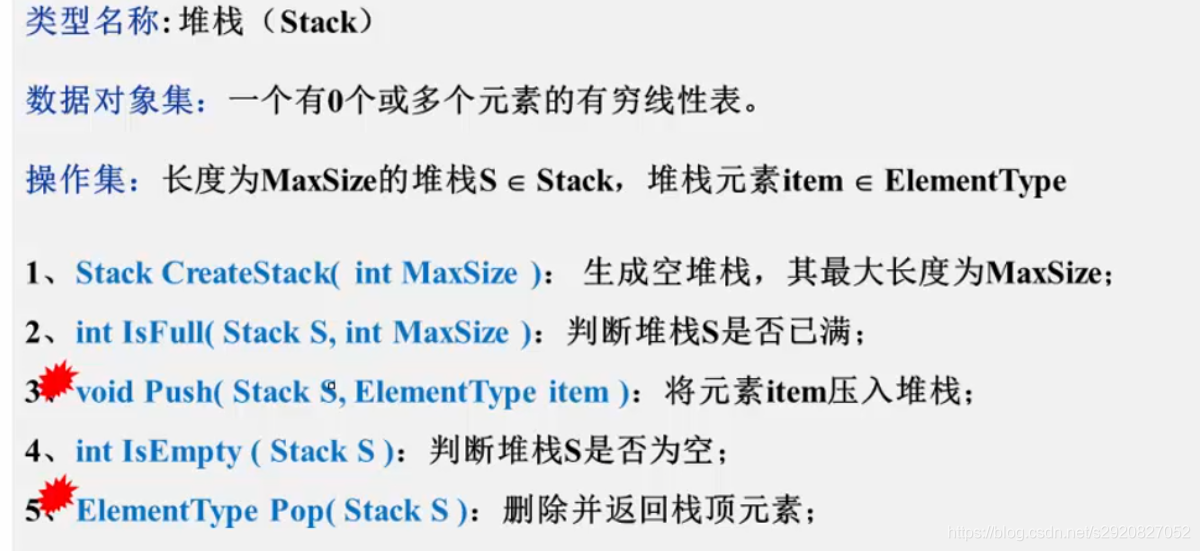 类型名称: 堆栈（Stack）
数据对象集：一个有0个或多个元素的有穷线性表。
操作集：长度为MaxSize的堆栈S ∈ Stack，堆栈元素item ∈ ElementType
1、Stack CreateStack( int MaxSize )： 生成空堆栈，其最大长度为MaxSize；
2、int IsFull( Stack S, int MaxSize )：判断堆栈S是否已满；
3、void Push( Stack S, ElementType item )：将元素item压入堆栈；
4、int IsEmpty ( Stack S )：判断堆栈S是否为空；
5、ElementType Pop( Stack S )：删除并返回栈顶元素；
https://blog.csdn.net/s2920827052